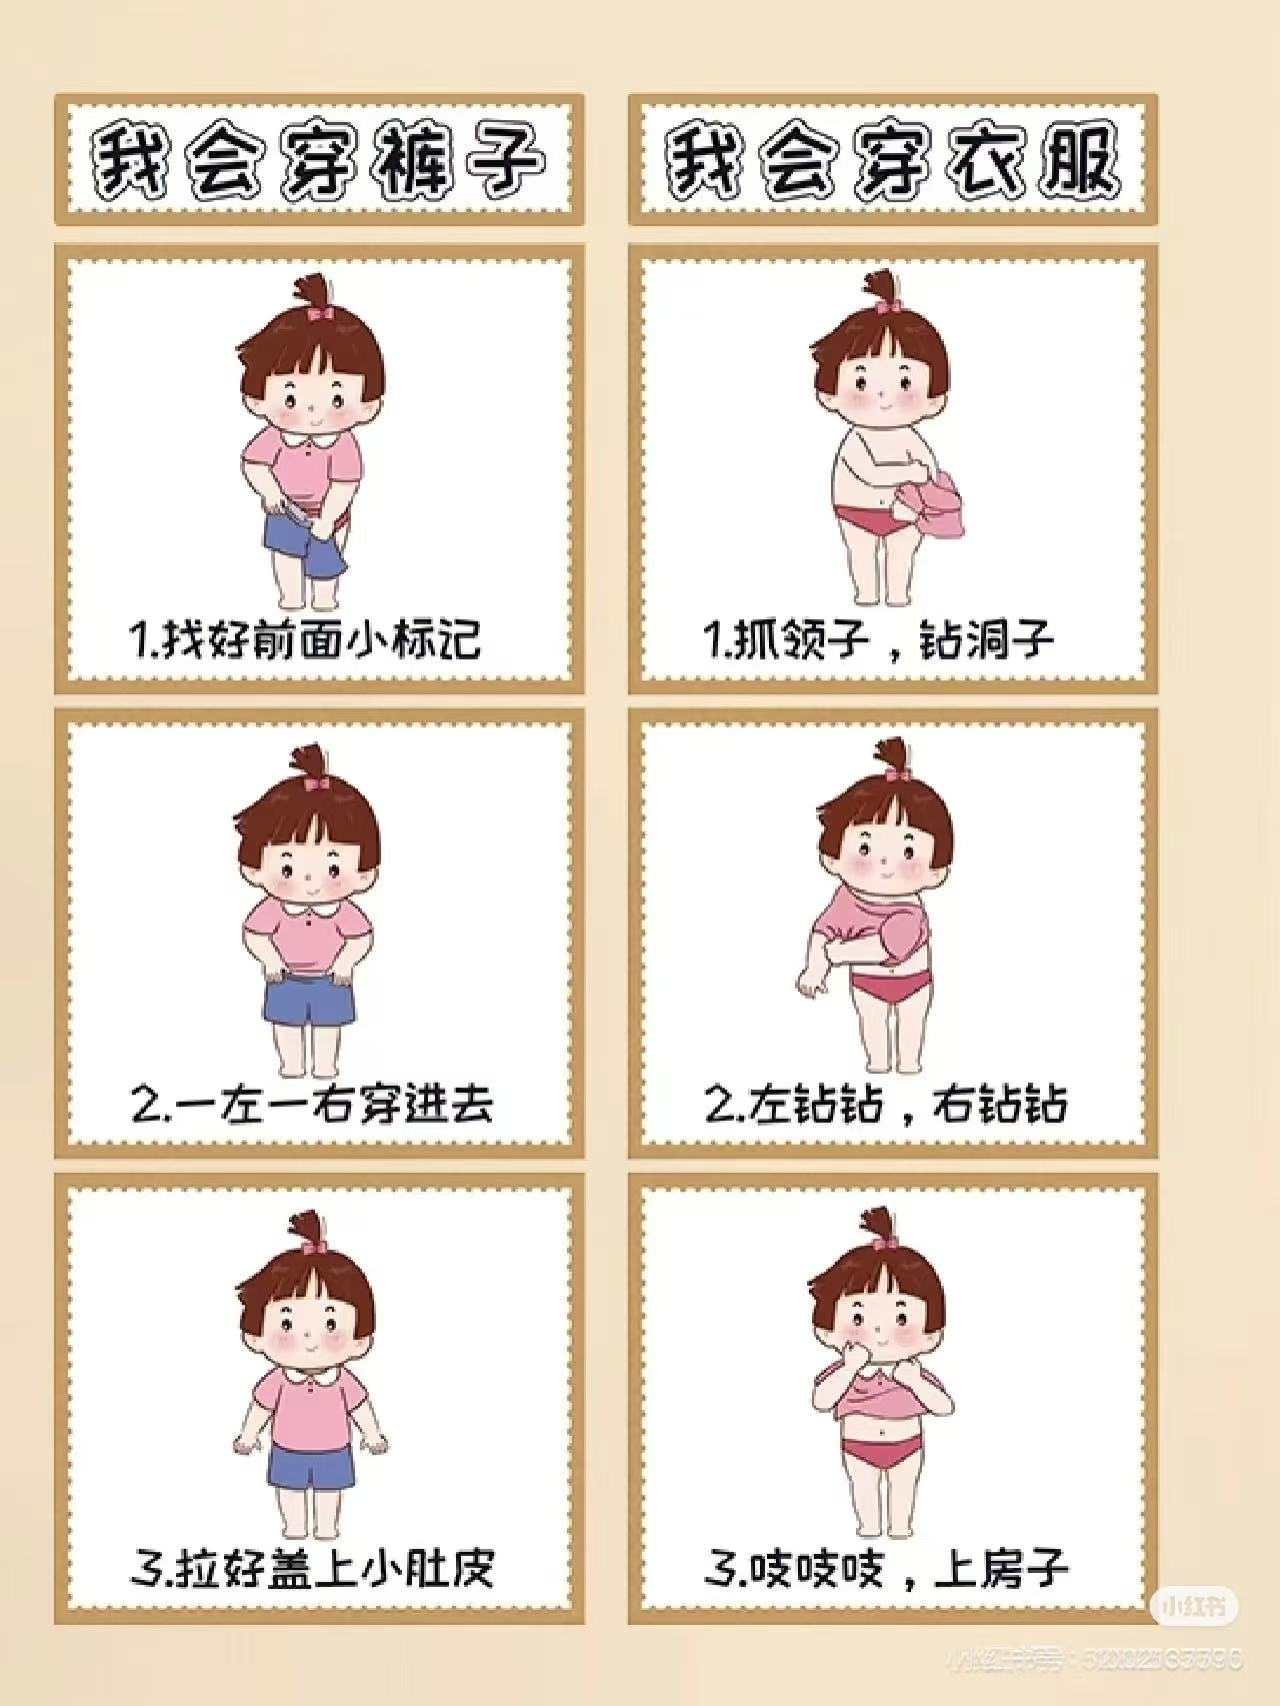 我会穿裤子
1.找好前面小标记
2.一左一右穿进去
3.拉好盖上小肚皮
我会穿衣服
1.抓领子，钻洞子
2.左钻钻，右钻钻
3.吱吱吱，上房子
小红书